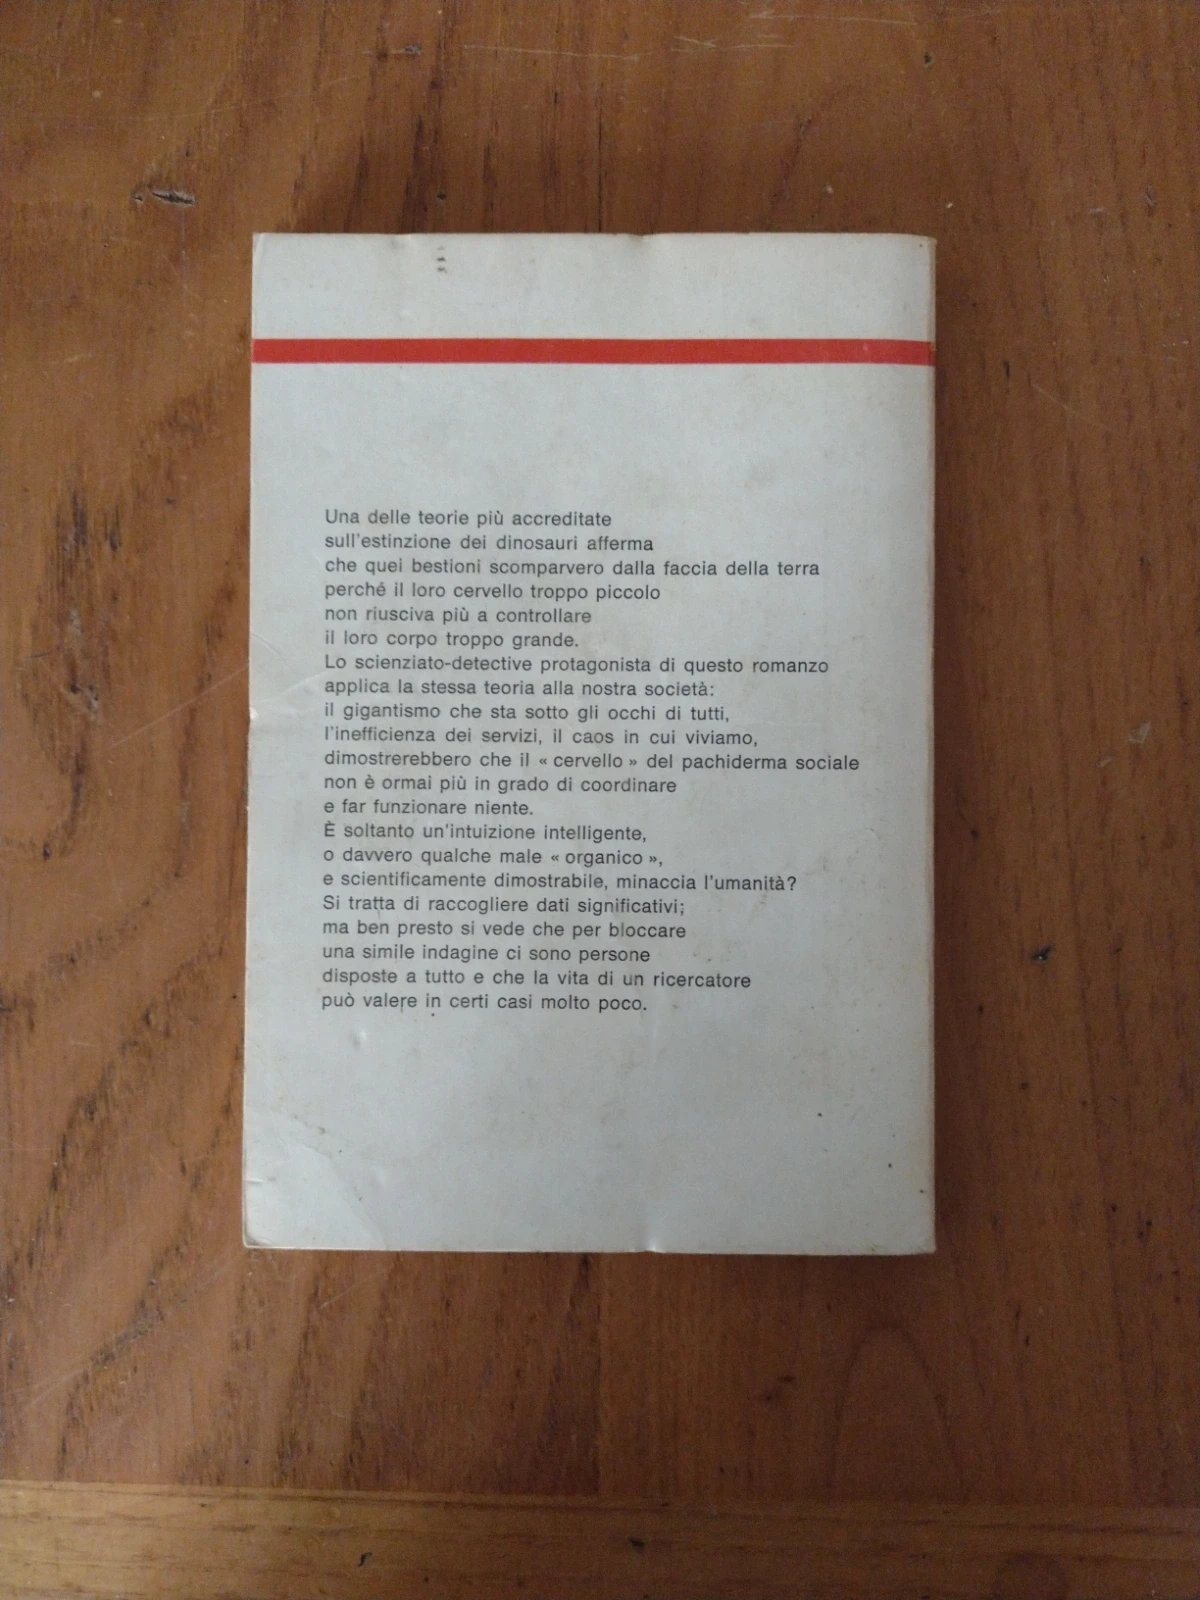 Una delle teorie più accreditate
sull'estinzione dei dinosauri afferma
che quei bestioni scomparvero dalla faccia della terra
perché il loro cervello troppo piccolo
non riusciva più a controllare
il loro corpo troppo grande.
Lo scienziato-detective protagonista di questo romanzo
applica la stessa teoria alla nostra società:
il gigantismo che sta sotto gli occhi di tutti,
l'inefficienza dei servizi, il caos in cui viviamo,
dimostrerebbero che il « cervello » del pachiderma sociale
non è ormai più in grado di coordinare
e far funzionare niente.
È soltanto un'intuizione intelligente,
o davvero qualche male « organico »,
e scientificamente dimostrabile, minaccia l'umanità?
Si tratta di raccogliere dati significativi;
ma ben presto si vede che per bloccare
una simile indagine ci sono persone
disposte a tutto e che la vita di un ricercatore
può valere in certi casi molto poco.